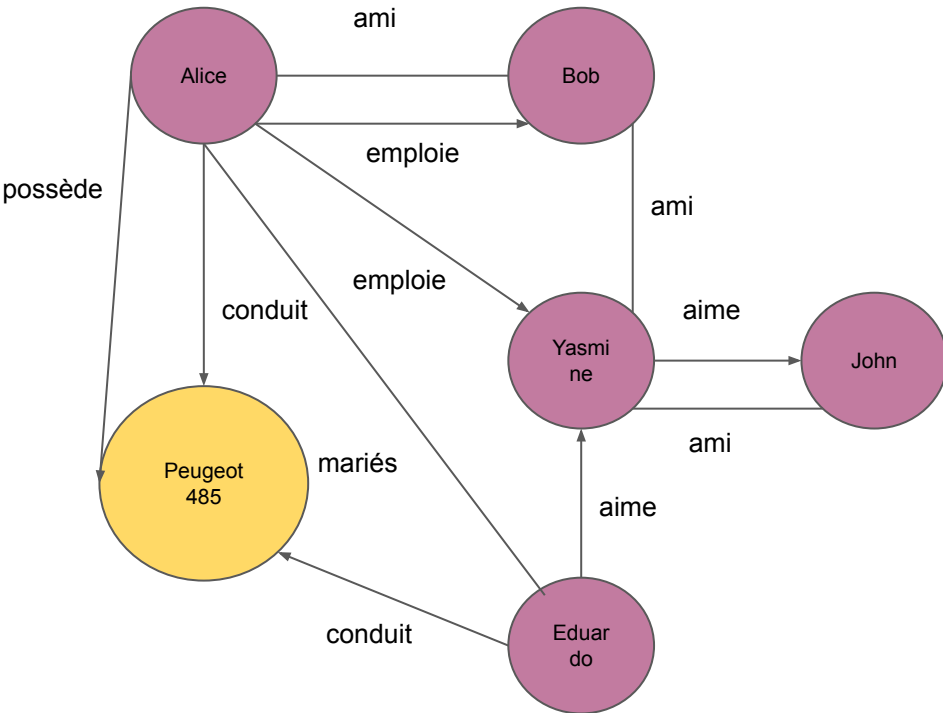 ami
Alice
Bob
emploie
possède
ami
emploie
conduit
aime
Yasmi
ne
John
ami
mariés
Peugeot
485
aime
conduit
Eduar
do